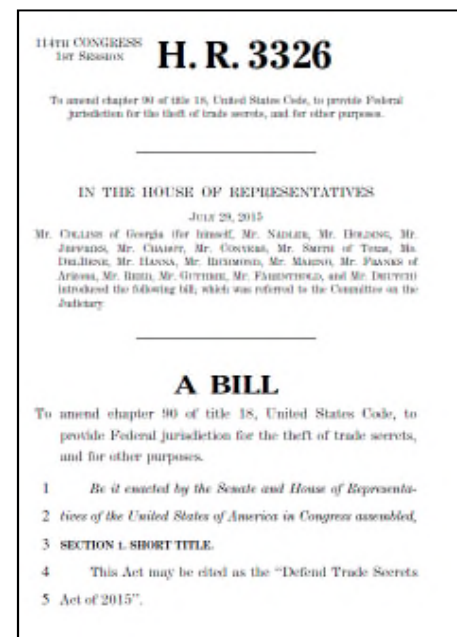 114TH CONGRESS
1ST SESSION
H. R. 3326
To amend chapter 90 of title 18, United States Code, to provide Federal
jurisdiction for the theft of trade secrets, and for other purposes.
IN THE HOUSE OF REPRESENTATIVES
JULY 29, 2015
Mr. COLLINS of Georgia (for himself, Mr. NADLER, Mr. HOLDING, Mr.
JEFFRIES, Mr. CHABOT, Mr. CONYERS, Mr. SMITH of Texas, Ms.
DELBENE, Mr. HANNA, Mr. RICHMOND, Mr. MARINO, Mr. FRANKS of
Arizona, Mr. REED, Mr. GUTHRIE, Mr. FARENTHOLD, and Mr. DEUTCH)
introduced the following bill; which was referred to the Committee on the
Judiciary
A BILL
To amend chapter 90 of title 18, United States Code, to
provide Federal jurisdiction for the theft of trade secrets,
and for other purposes.
1 Be it enacted by the Senate and House of Representa-
2 tives of the United States of America in Congress assembled,
3 SECTION 1. SHORT TITLE.
4 This Act may be cited as the “Defend Trade Secrets
5 Act of 2015”.